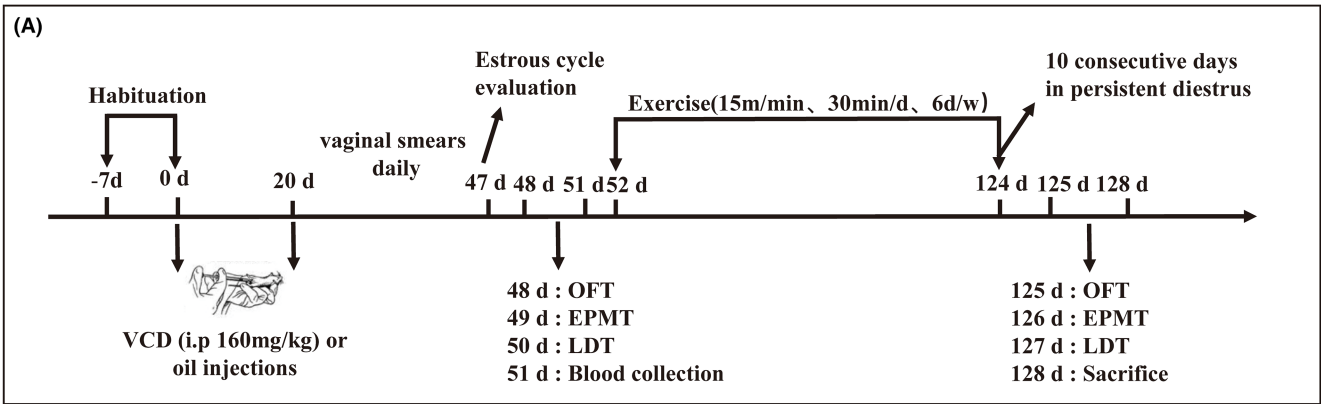 (A)
Habituation
vaginal smears
daily
Estrous cycle
evaluation
Exercise(15m/min、30min/d、6d/w）
10 consecutive days
in persistent diestrus
-7d
0 d
20 d
47 d
48 d
51 d
52 d
124 d
125 d
128 d
VCD (i.p 160mg/kg) or
oil injections
48 d : OFT
49 d : EPMT
50 d : LDT
51 d : Blood collection
125 d : OFT
126 d : EPMT
127 d : LDT
128 d : Sacrifice